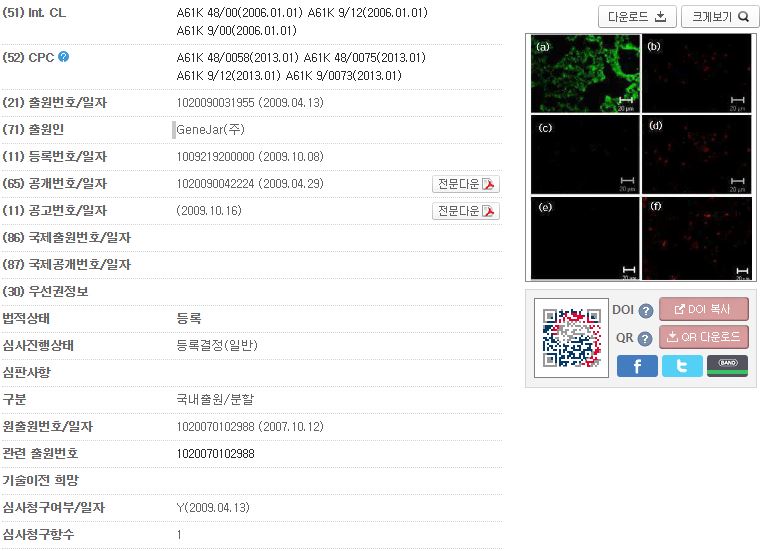 (51) Int. CL
A61K 48/00(2006.01.01) A61K 9/12(2006.01.01)
A61K 9/00(2006.01.01)
(52) CPC ?
A61K 48/0058(2013.01) A61K 48/0075(2013.01)
A61K 9/12(2013.01) A61K 9/0073(2013.01)
(21) 출원번호/일자 1020090031955 (2009.04.13)
(71) 출원인 GeneJar(주)
(11) 등록번호/일자 1009219200000 (2009.10.08)
(65) 공개번호/일자 1020090042224 (2009.04.29) 전문다운
(11) 공고번호/일자 (2009.10.16) 전문다운
(86) 국제출원번호/일자
(87) 국제공개번호/일자
(30) 우선권정보
법적상태 등록
심사진행상태 등록결정(일반)
심판사항
구분 국내출원/분할
원출원번호/일자 1020070102988 (2007.10.12)
관련 출원번호 1020070102988
기술이전 희망
심사청구여부/일자 Y(2009.04.13)
심사청구항수 1
다운로드 크게보기
(a) (b)
20 μm 20 μm
(c) (d)
20 μm 20 μm
(e) (f)
20 μm 20 μm
DOI ? DOI 복사
QR ? QR 다운로드
BAND